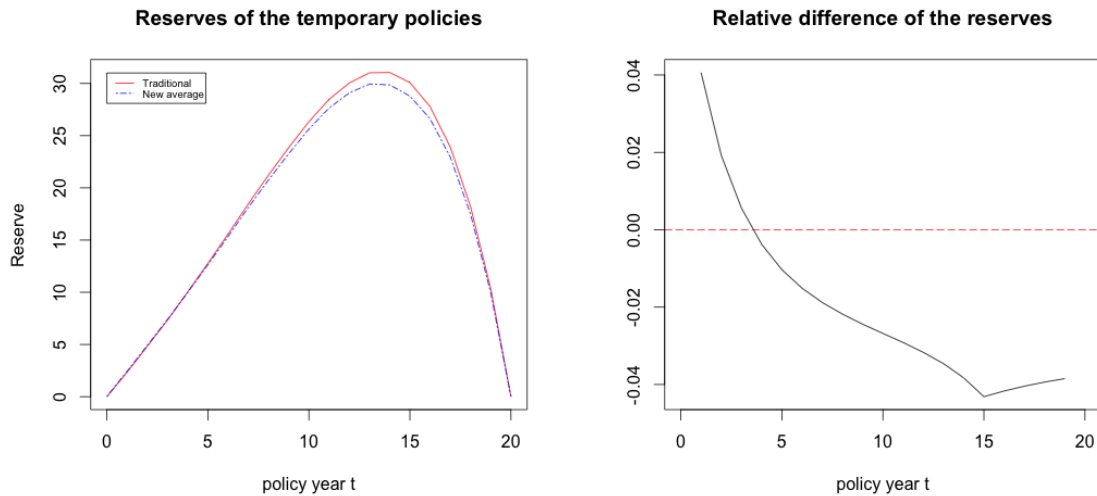 Reserves of the temporary policies
Traditional
New average
Reserve
30
25
20
15
10
5
0
0 5 10 15 20
policy year t
Relative difference of the reserves
0.04
0.02
0.00
-0.02
-0.04
0 5 10 15 20
policy year t